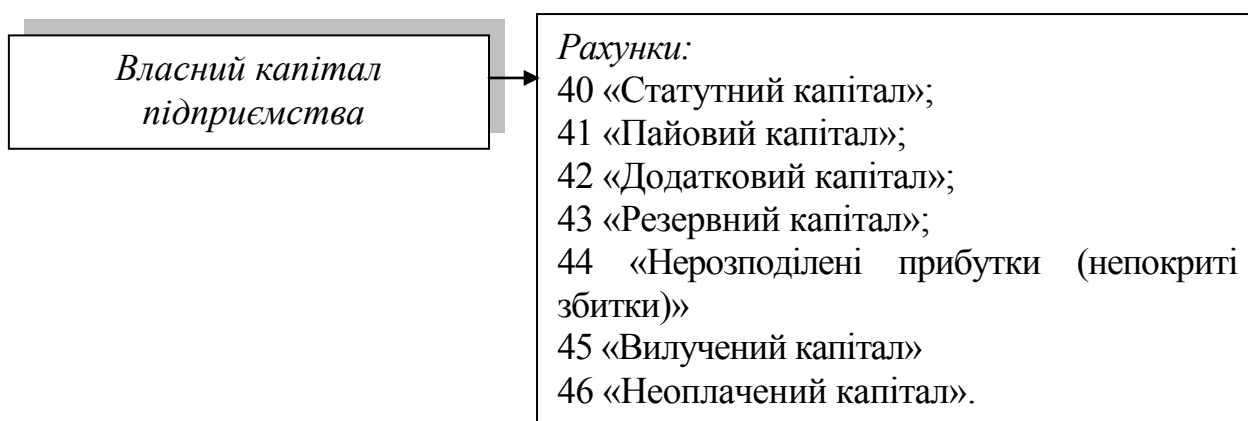 Власний капітал
підприємства
Рахунки:
40 «Статутний капітал»;
41 «Пайовий капітал»;
42 «Додатковий капітал»;
43 «Резервний капітал»;
44 «Нерозподілені прибутки (непокриті
збитки)»
45 «Вилучений капітал»
46 «Неоплачений капітал».